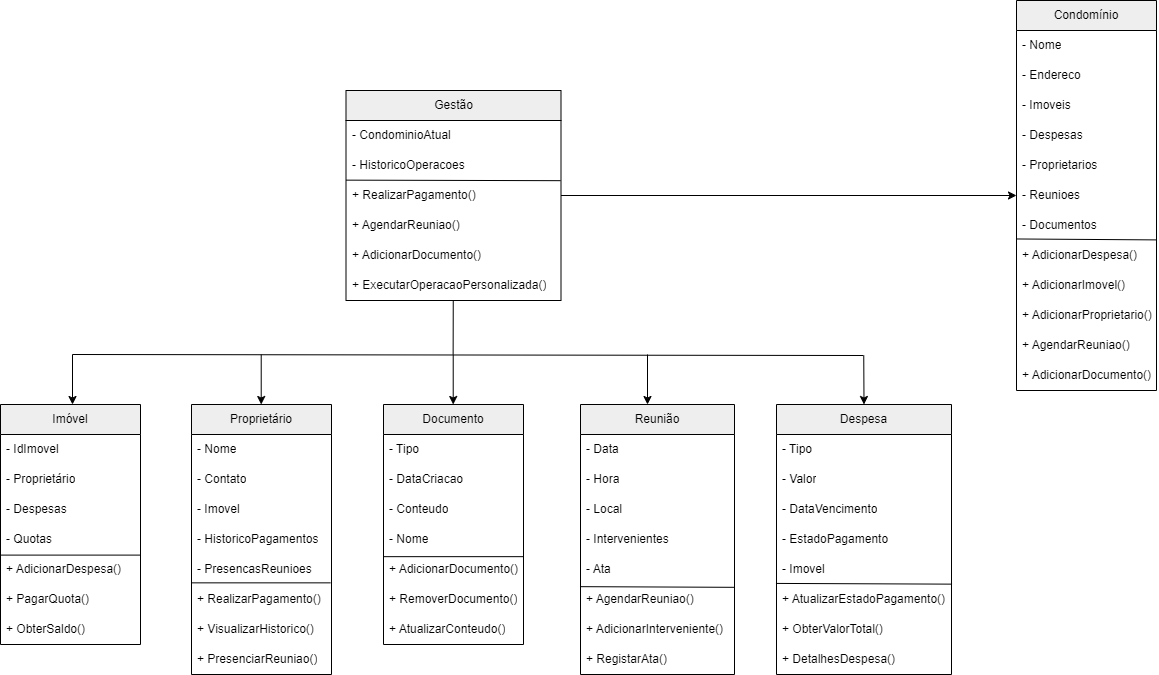 Condomínio
- Nome
- Endereco
- Imoveis
- Despesas
- Proprietarios
- Reunioes
- Documentos
+ AdicionarDespesa()
+ AdicionarImovel()
+ AdicionarProprietario()
+ AgendarReuniao()
+ AdicionarDocumento()
Gestão
- CondominioAtual
- HistoricoOperacoes
+ RealizarPagamento()
+ AgendarReuniao()
+ AdicionarDocumento()
+ ExecutarOperacaoPersonalizada()
Imóvel
- IdImovel
- Proprietário
- Despesas
- Quotas
+ AdicionarDespesa()
+ PagarQuota()
+ ObterSaldo()
Proprietário
- Nome
- Contato
- Imovel
- HistoricoPagamentos
- PresencasReunioes
+ RealizarPagamento()
+ VisualizarHistorico()
+ PresenciarReuniao()
Documento
- Tipo
- DataCriacao
- Conteudo
- Nome
+ AdicionarDocumento()
+ RemoverDocumento()
+ AtualizarConteudo()
Reunião
- Data
- Hora
- Local
- Intervenientes
- Ata
+ AgendarReuniao()
+ AdicionarInterveniente()
+ RegistarAta()
Despesa
- Tipo
- Valor
- DataVencimento
- EstadoPagamento
- Imovel
+ AtualizarEstadoPagamento()
+ ObterValorTotal()
+ DetalhesDespesa()